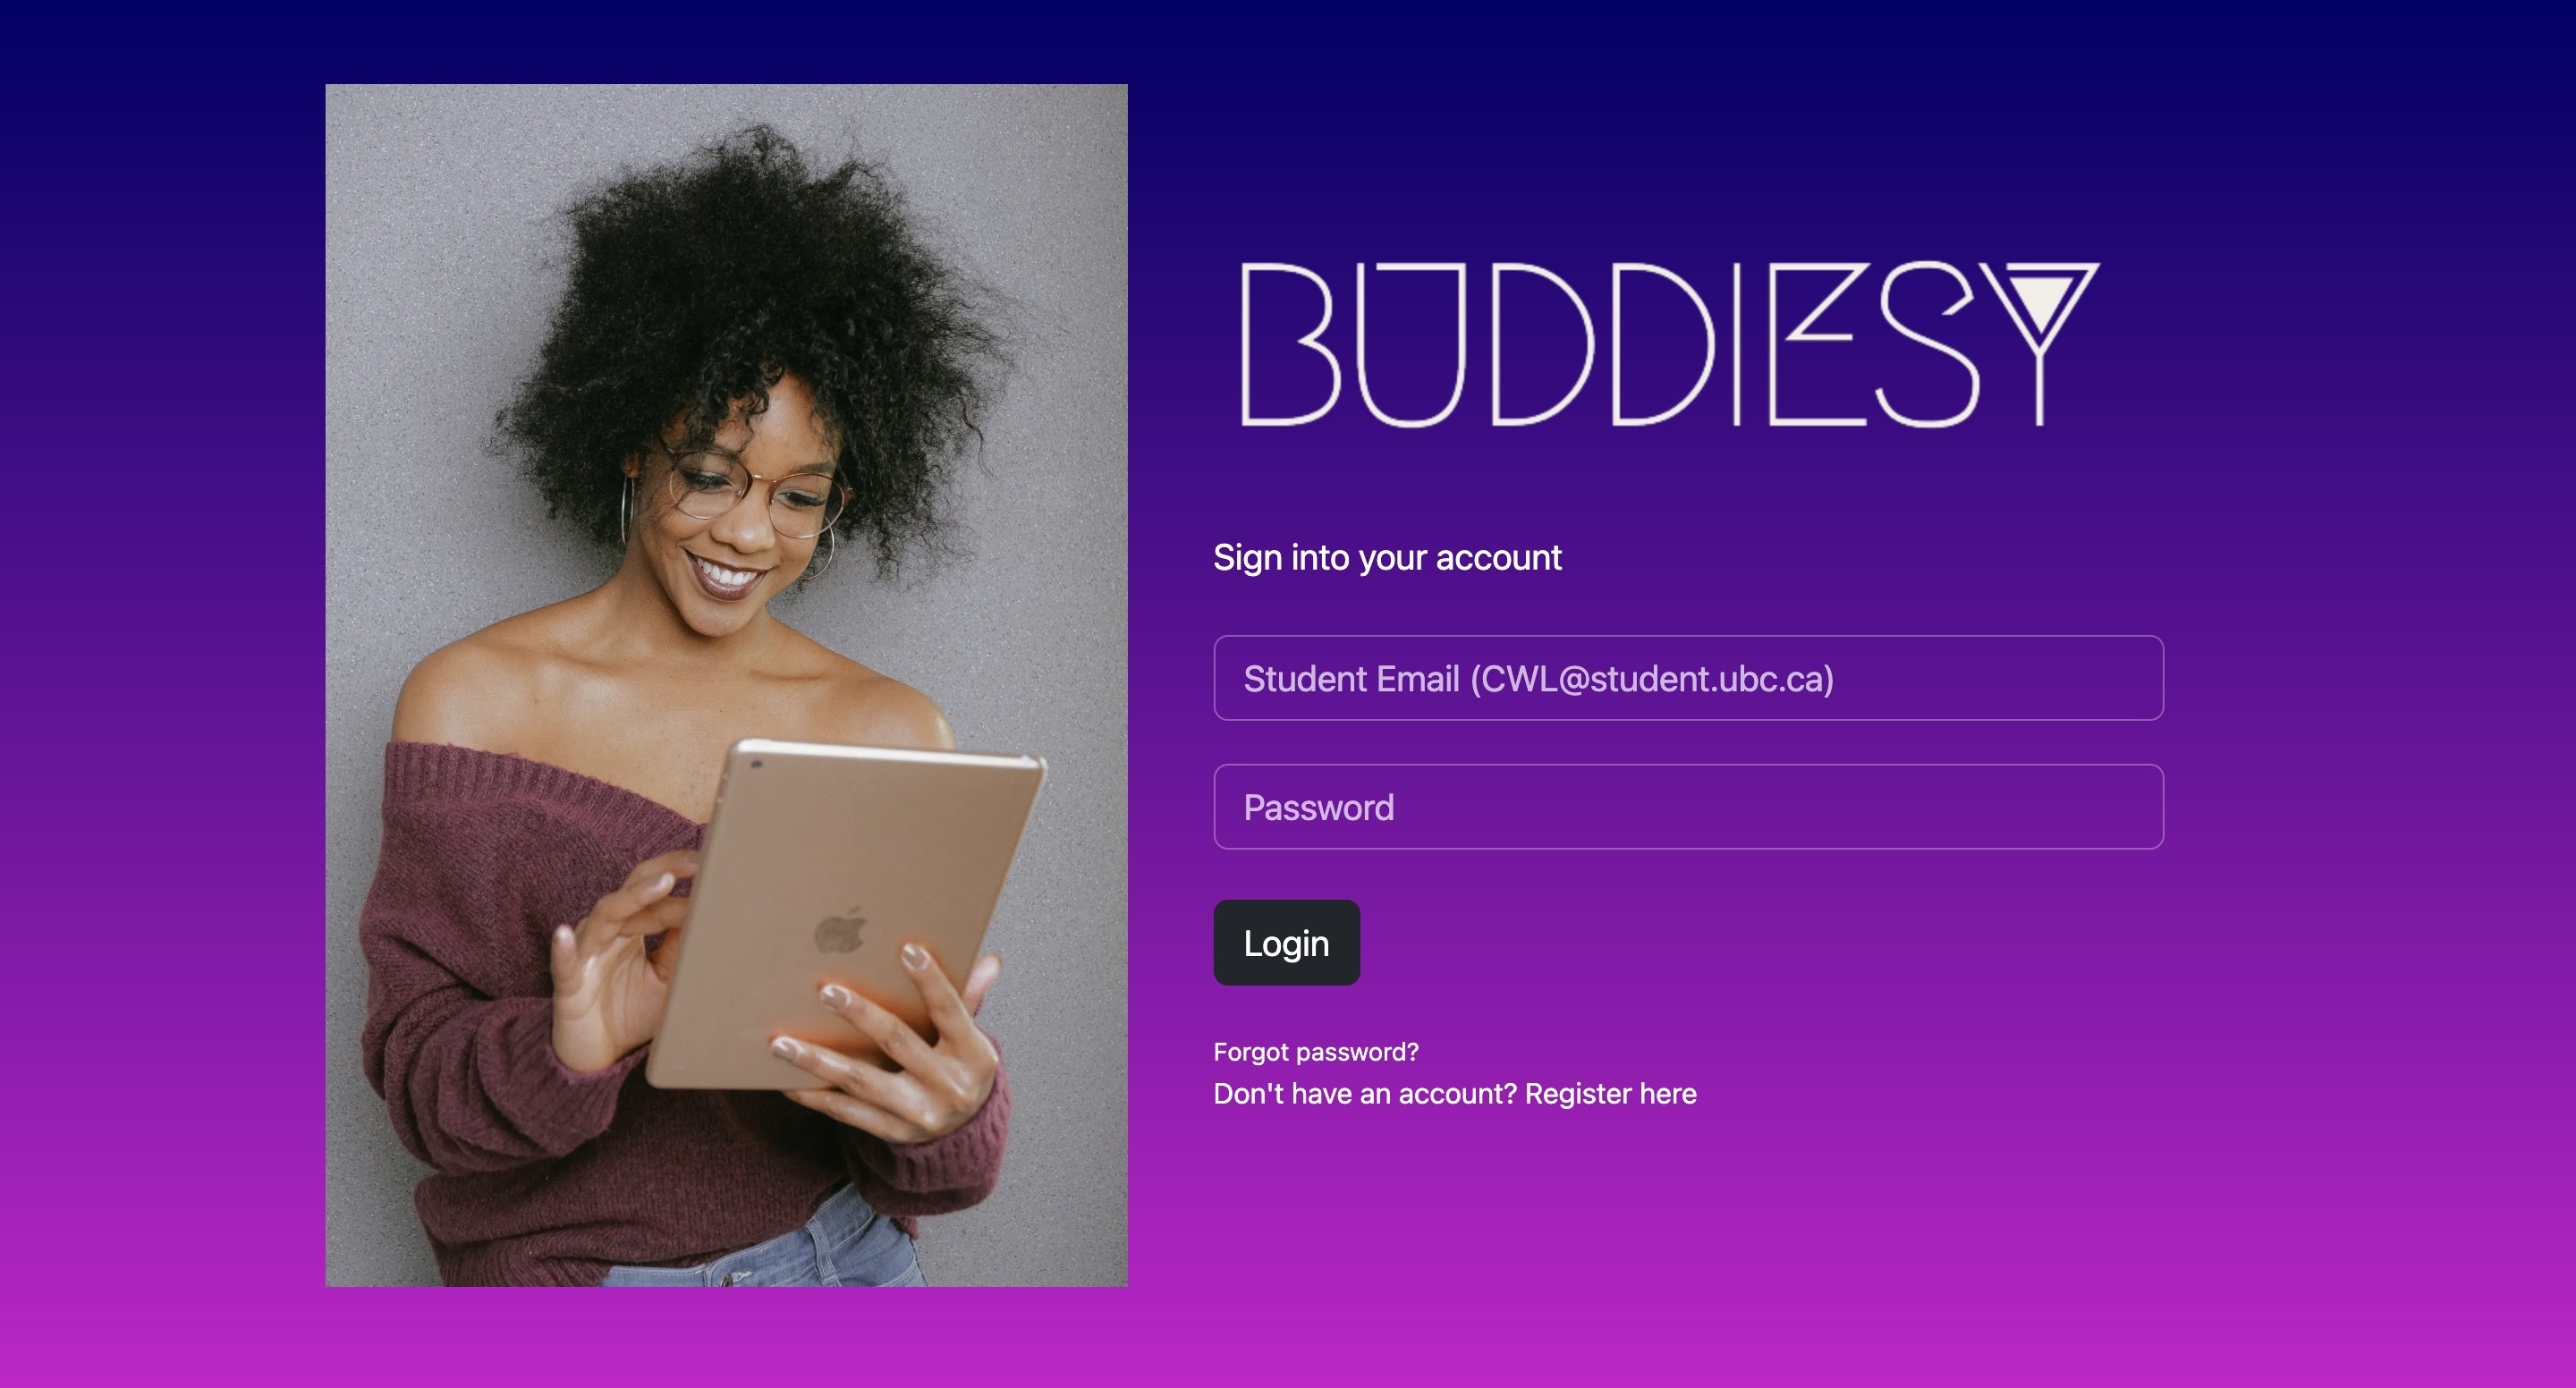 BUDDIESY
Sign into your account
Student Email (CWL@student.ubc.ca)
Password
Login
Forgot password?
Don't have an account? Register here